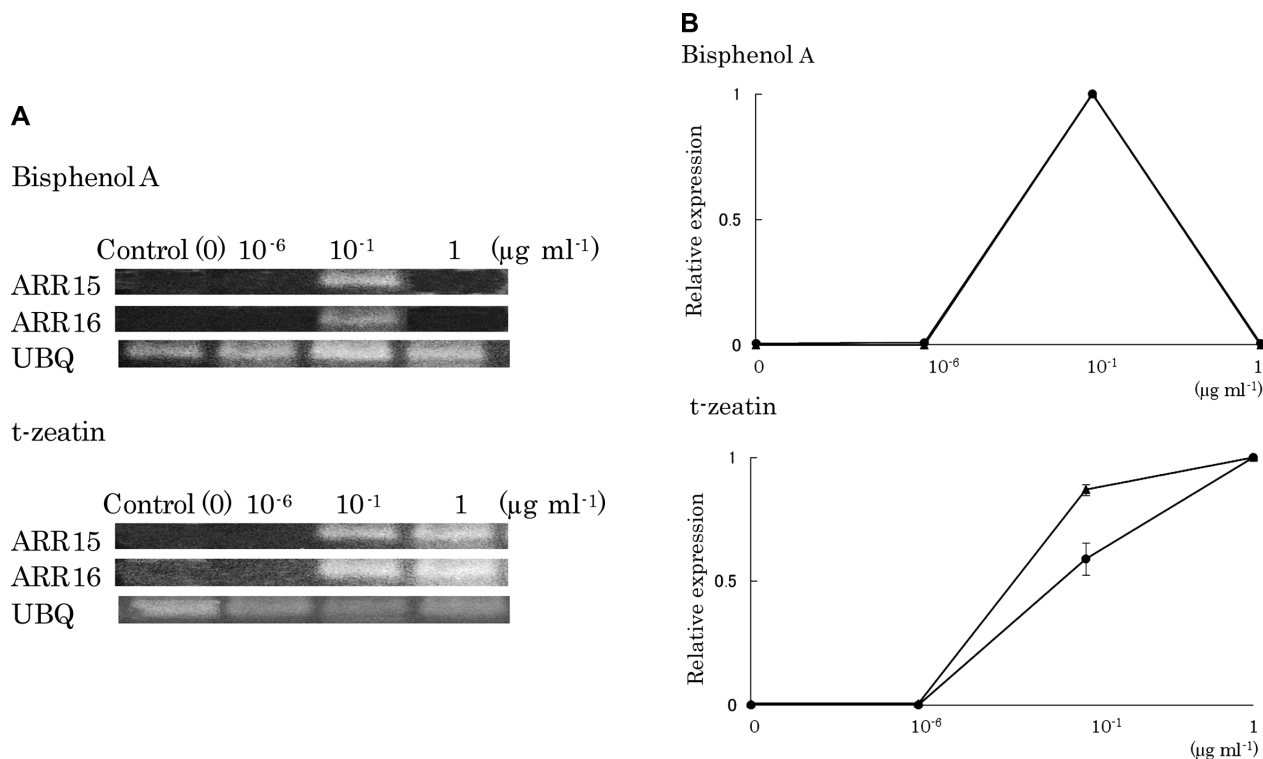 A
Bisphenol A
Control (0) 10⁻⁶ 10⁻¹ 1 (µg ml⁻¹)
ARR15
ARR16
UBQ
t-zeatin
Control (0) 10⁻⁶ 10⁻¹ 1 (µg ml⁻¹)
ARR15
ARR16
UBQ
B
Bisphenol A
Relative expression
1
0.5
0
0 10⁻⁶ 10⁻¹ 1
(µg ml⁻¹)
t-zeatin
Relative expression
1
0.5
0
0 10⁻⁶ 10⁻¹ 1
(µg ml⁻¹)